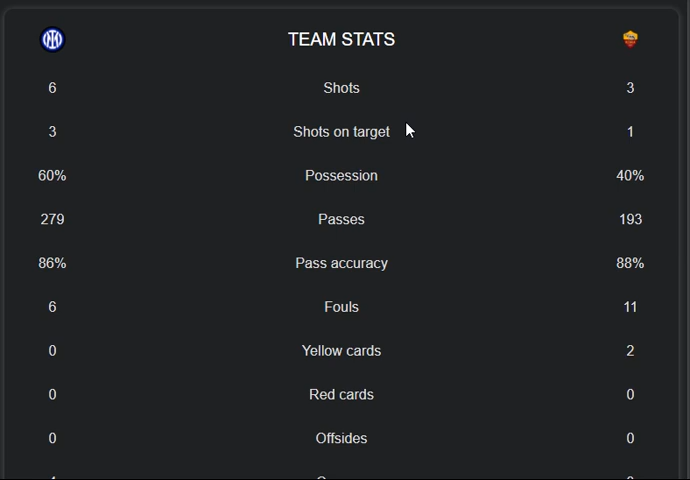 TEAM STATS
6 Shots 3
3 Shots on target 1
60% Possession 40%
279 Passes 193
86% Pass accuracy 88%
6 Fouls 11
0 Yellow cards 2
0 Red cards 0
0 Offsides 0